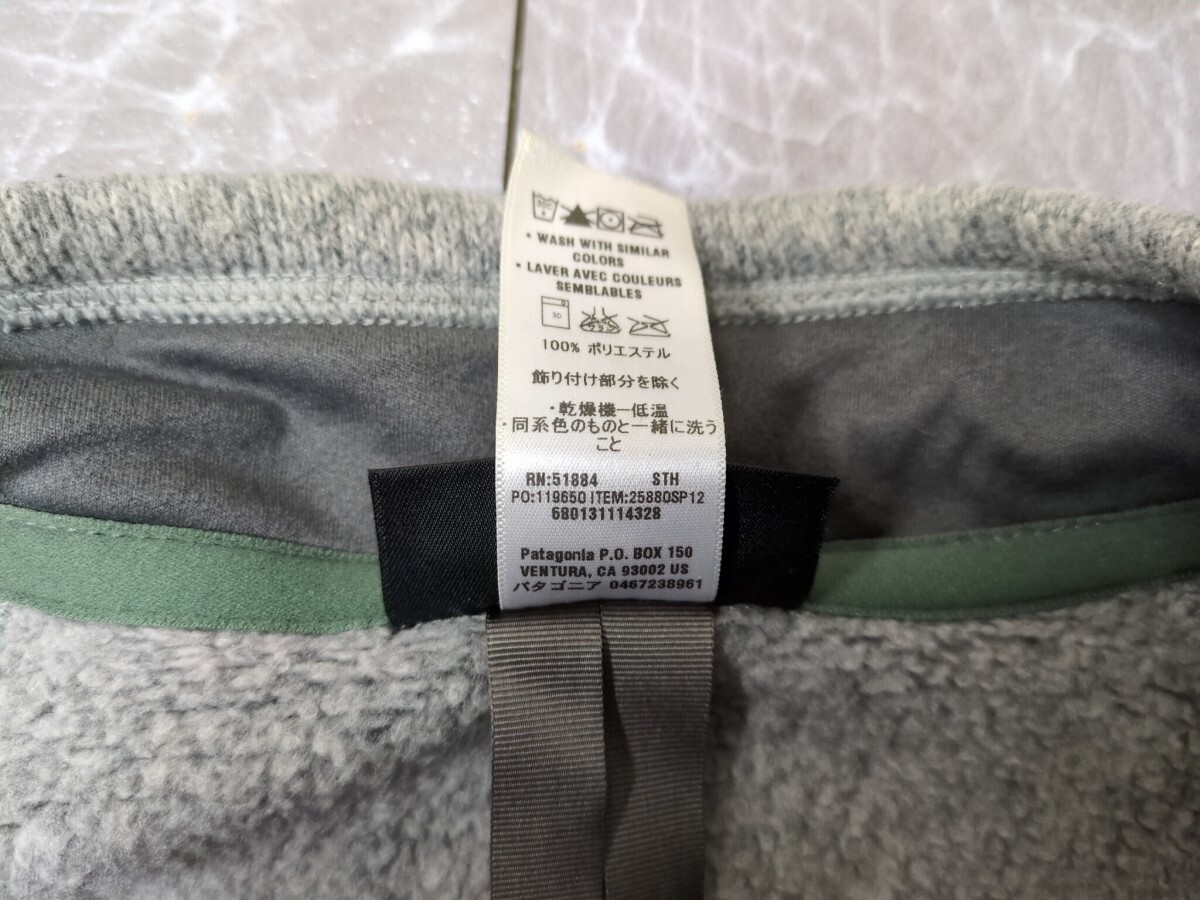 • WASH WITH SIMILAR
COLORS
• LAVER AVEC COULEURS
SEMBLABLES
30
100% ポリエステル
飾り付け部分を除く
・乾燥機一低温
・同系色のものと一緒に洗う
こと
RN:51884 STH
PO:119650 ITEM:25880SP12
680131114328
Patagonia P.O. BOX 150
VENTURA, CA 93002 US
パタゴニア 0467238961